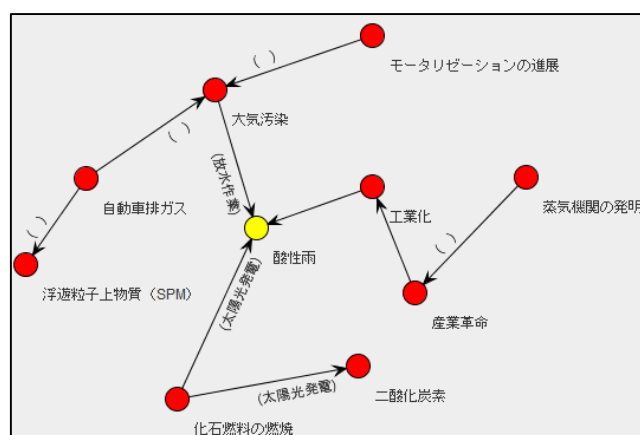 モータリゼーションの進展
( )
大気汚染
( )
(放水作業)
自動車排ガス
工業化
蒸気機関の発明
( )
( )
酸性雨
浮遊粒子上物質（SPM）
(太陽光発電)
産業革命
(太陽光発電)
二酸化炭素
化石燃料の燃焼